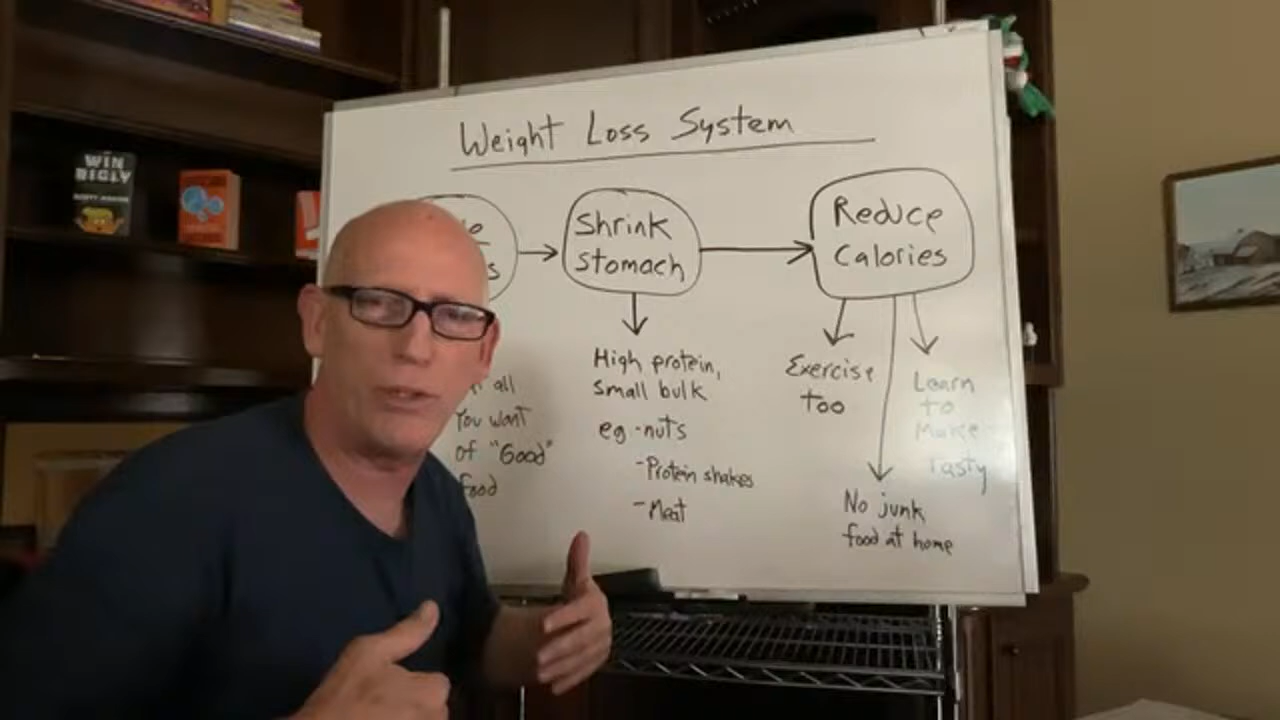 WIN
BIGLY
Weight Loss System
Shrink
Stomach
Reduce
Calories
all
You want
of "Good"
food
High protein,
small bulk
eg -nuts
-Protein shakes
-Meat
Exercise
too
Learn
to
Make
Tasty
No junk
food at home